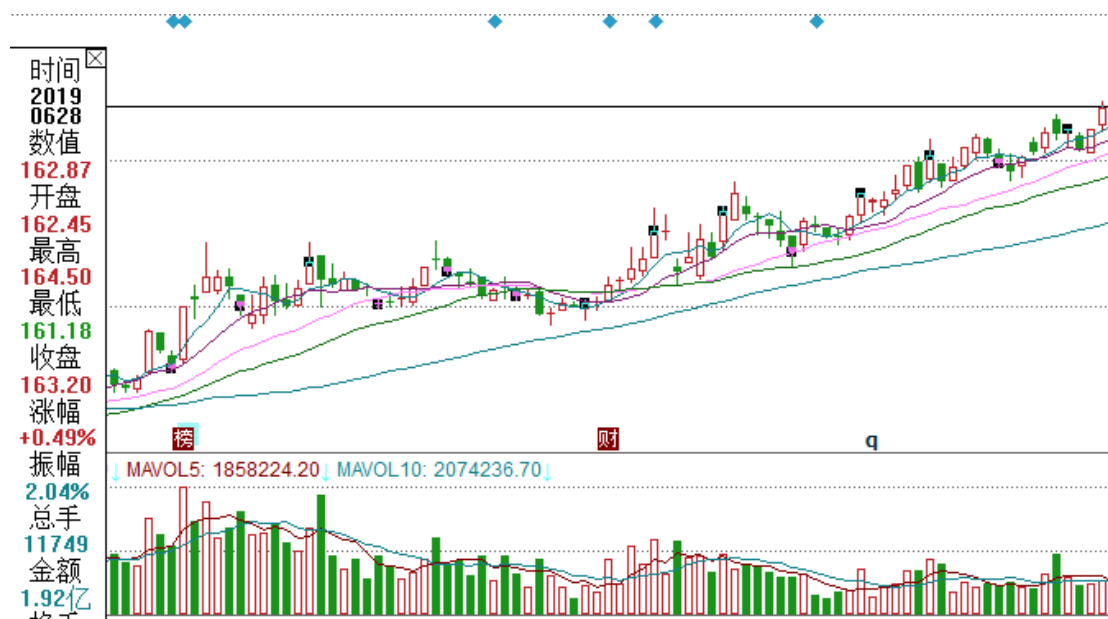 时间
2019
0628
数值
162.87
开盘
162.45
最高
164.50
最低
161.18
收盘
163.20
涨幅
+0.49%
振幅
2.04%
总手
11749
金额
1.92亿
榜
财
q
↓ MAVOL5: 1858224.20↓ MAVOL10: 2074236.70↓